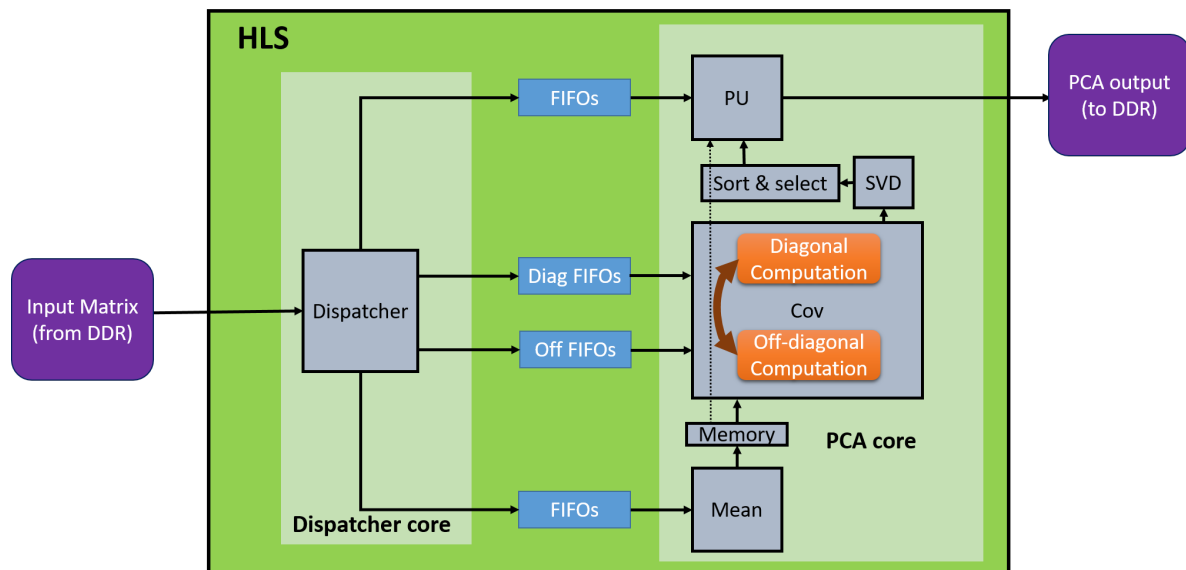 HLS
FIFOs
PU
PCA output
(to DDR)
Sort & select
SVD
Input Matrix
(from DDR)
Dispatcher
Diag FIFOs
Off FIFOs
Diagonal
Computation
Cov
Off-diagonal
Computation
Memory
PCA core
FIFOs
Mean
Dispatcher core